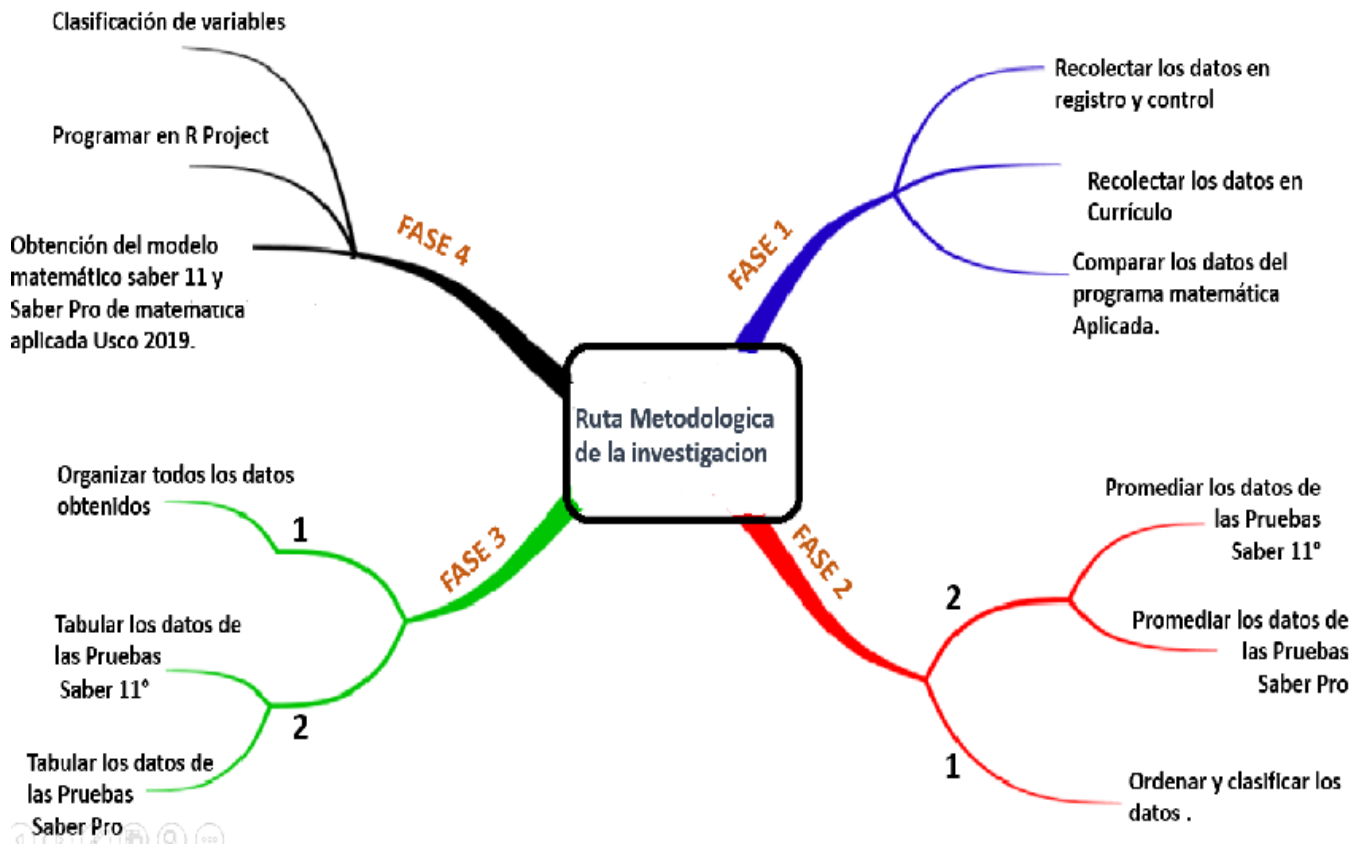 Clasificación de variables
Programar en R Project
Obtención del modelo
matemático saber 11 y
Saber Pro de matematica
aplicada Usco 2019.
FASE 4
FASE 1
Recolectar los datos en
registro y control
Recolectar los datos en
Currículo
Comparar los datos del
programa matemática
Aplicada.
Ruta Metodologica
de la investigacion
Organizar todos los datos
obtenidos
1
FASE 3
Tabular los datos de
las Pruebas
Saber 11°
2
Tabular los datos de
las Pruebas
Saber Pro
FASE 2
2
Promediar los datos de
las Pruebas
Saber 11°
Promediar los datos de
las Pruebas
Saber Pro
1
Ordenar y clasificar los
datos .